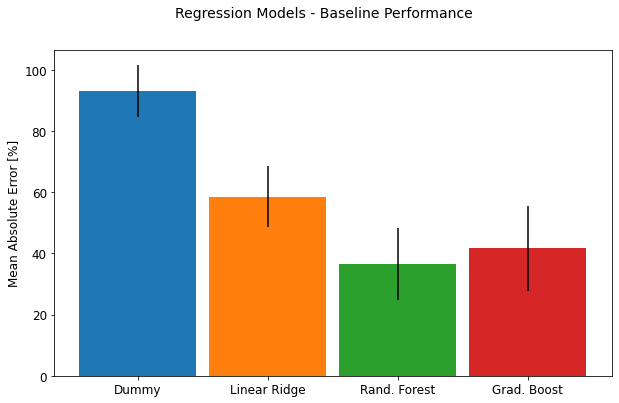 Regression Models - Baseline Performance
Mean Absolute Error [%]
100
80
60
40
20
0
Dummy
Linear Ridge
Rand. Forest
Grad. Boost